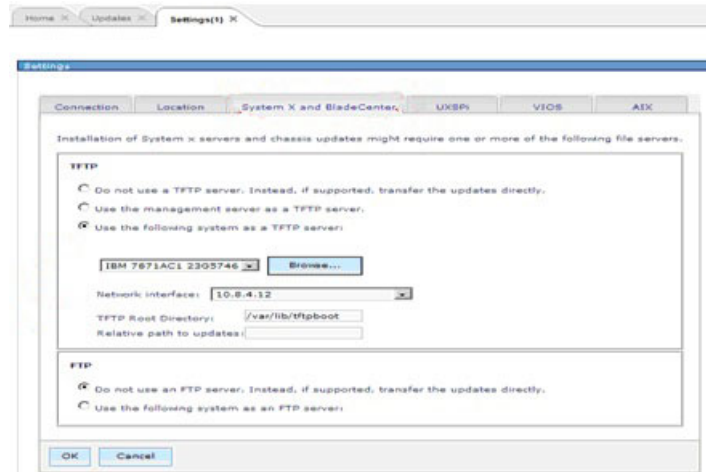 Home
Updates
Settings(1)
Settings
Connection
Location
System X and BladeCenter
UXSPi
VIOS
AIX
Installation of System x servers and chassis updates might require one or more of the following file servers.
TFTP
Do not use a TFTP server. Instead, if supported, transfer the updates directly.
Use the management server as a TFTP server.
Use the following system as a TFTP server:
IBM 7871AC1 23G5746
Browse...
Network interface: 10.8.4.12
TFTP Root Directory: /var/lib/tftpboot
Relative path to updates:
FTP
Do not use an FTP server. Instead, if supported, transfer the updates directly.
Use the following system as an FTP server:
OK
Cancel